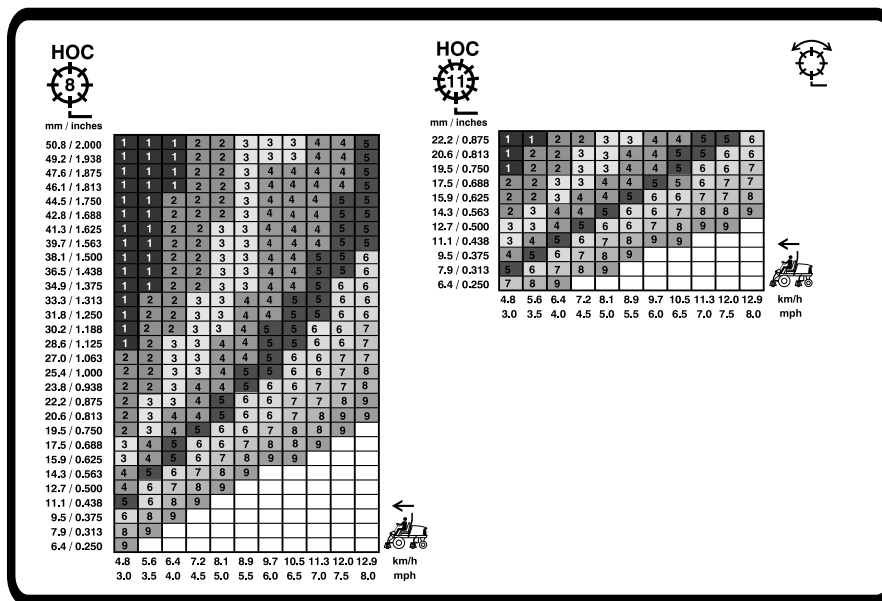 HOC
8
mm / inches
50.8 / 2.000 1 1 1 2 2 3 3 3 4 4 5
49.2 / 1.938 1 1 1 2 2 3 3 3 4 4 5
47.6 / 1.875 1 1 1 2 2 3 4 4 4 4 5
46.1 / 1.813 1 1 1 2 2 3 4 4 4 4 5
44.5 / 1.750 1 1 2 2 2 3 4 4 4 5 5
42.8 / 1.688 1 1 2 2 2 3 4 4 4 5 5
41.3 / 1.625 1 1 2 2 3 3 4 4 4 5 5
39.7 / 1.563 1 1 2 2 3 3 4 4 4 5 5
38.1 / 1.500 1 1 2 2 3 3 4 4 5 5 6
36.5 / 1.438 1 1 2 2 3 3 4 4 5 5 6
34.9 / 1.375 1 1 2 2 3 3 4 4 5 6 6
33.3 / 1.313 1 2 2 3 3 4 4 5 5 6 6
31.8 / 1.250 1 2 2 3 3 4 4 5 5 6 6
30.2 / 1.188 1 2 2 3 3 4 5 5 6 6 7
28.6 / 1.125 1 2 3 3 4 4 5 5 6 6 7
27.0 / 1.063 2 2 3 3 4 4 5 6 6 7 7
25.4 / 1.000 2 2 3 3 4 5 5 6 6 7 8
23.8 / 0.938 2 2 3 4 4 5 6 6 7 7 8
22.2 / 0.875 2 3 3 4 5 6 6 7 7 8 9
20.6 / 0.813 2 3 4 4 5 6 6 7 8 9 9
19.5 / 0.750 2 3 4 5 6 6 7 8 8 9
17.5 / 0.688 3 4 5 6 6 7 8 8 9
15.9 / 0.625 3 4 5 6 7 8 9 9
14.3 / 0.563 4 5 6 7 8 9
12.7 / 0.500 4 6 7 8 9
11.1 / 0.438 5 6 8 9
9.5 / 0.375 6 8 9
7.9 / 0.313 8 9
6.4 / 0.250 9
4.8 5.6 6.4 7.2 8.1 8.9 9.7 10.5 11.3 12.0 12.9 km/h
3.0 3.5 4.0 4.5 5.0 5.5 6.0 6.5 7.0 7.5 8.0 mph
HOC
11
mm / inches
22.2 / 0.875 1 1 2 2 3 3 4 4 5 5 6
20.6 / 0.813 1 2 2 3 3 4 4 5 5 6 6
19.5 / 0.750 1 2 2 3 3 4 4 5 6 6 7
17.5 / 0.688 2 2 3 3 4 4 5 5 6 7 7
15.9 / 0.625 2 2 3 4 4 5 6 6 7 7 8
14.3 / 0.563 2 3 4 4 5 6 6 7 8 8 9
12.7 / 0.500 3 3 4 5 6 6 7 8 9 9
11.1 / 0.438 3 4 5 6 7 8 9 9
9.5 / 0.375 4 5 6 7 8 9
7.9 / 0.313 5 6 7 8 9
6.4 / 0.250 7 8 9
4.8 5.6 6.4 7.2 8.1 8.9 9.7 10.5 11.3 12.0 12.9 km/h
3.0 3.5 4.0 4.5 5.0 5.5 6.0 6.5 7.0 7.5 8.0 mph